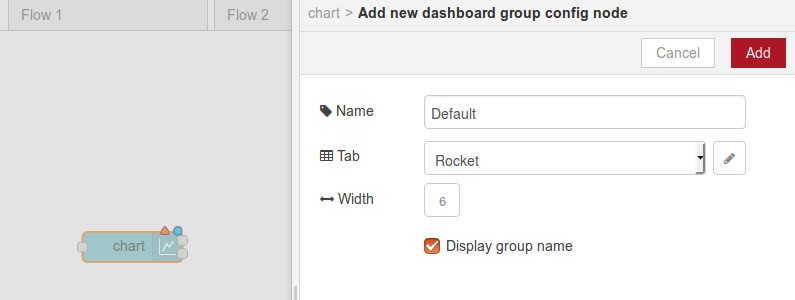 Flow 1
Flow 2
chart > Add new dashboard group config node
Cancel
Add
Name
Default
Tab
Rocket
Width
6
chart
Display group name